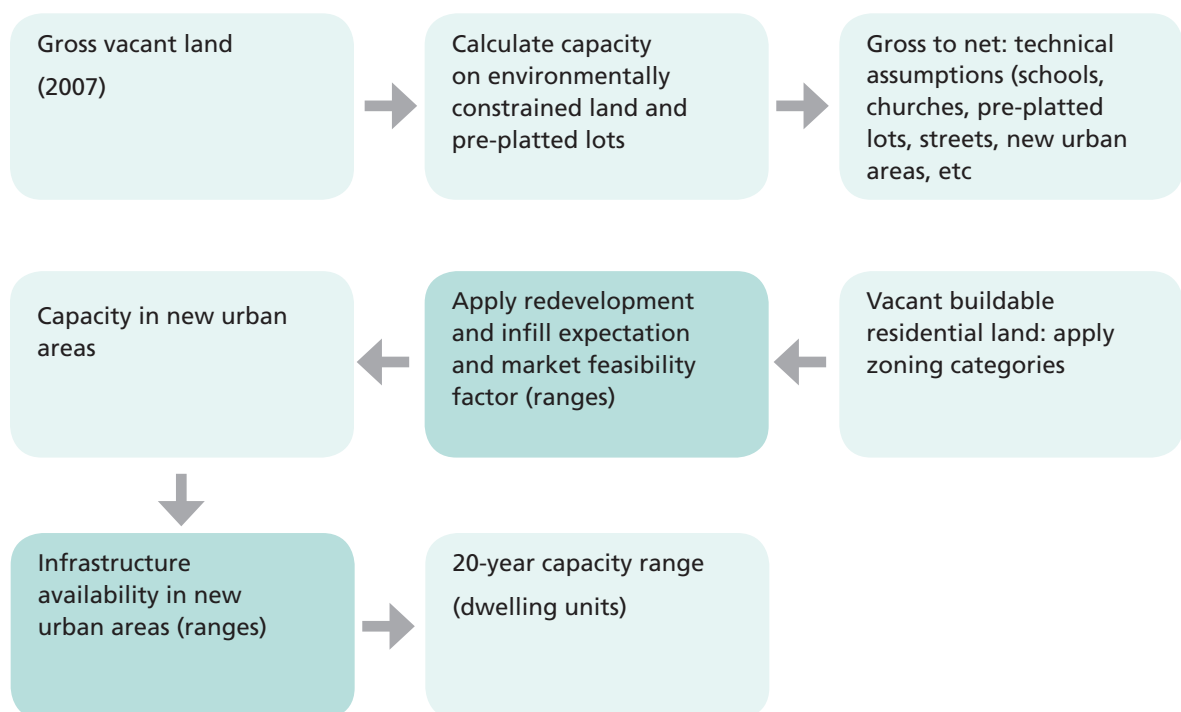 Gross vacant land
(2007)
Calculate capacity
on environmentally
constrained land and
pre-platted lots
Gross to net: technical
assumptions (schools,
churches, pre-platted
lots, streets, new urban
areas, etc
Capacity in new urban
areas
Apply redevelopment
and infill expectation
and market feasibility
factor (ranges)
Vacant buildable
residential land: apply
zoning categories
Infrastructure
availability in new
urban areas (ranges)
20-year capacity range
(dwelling units)